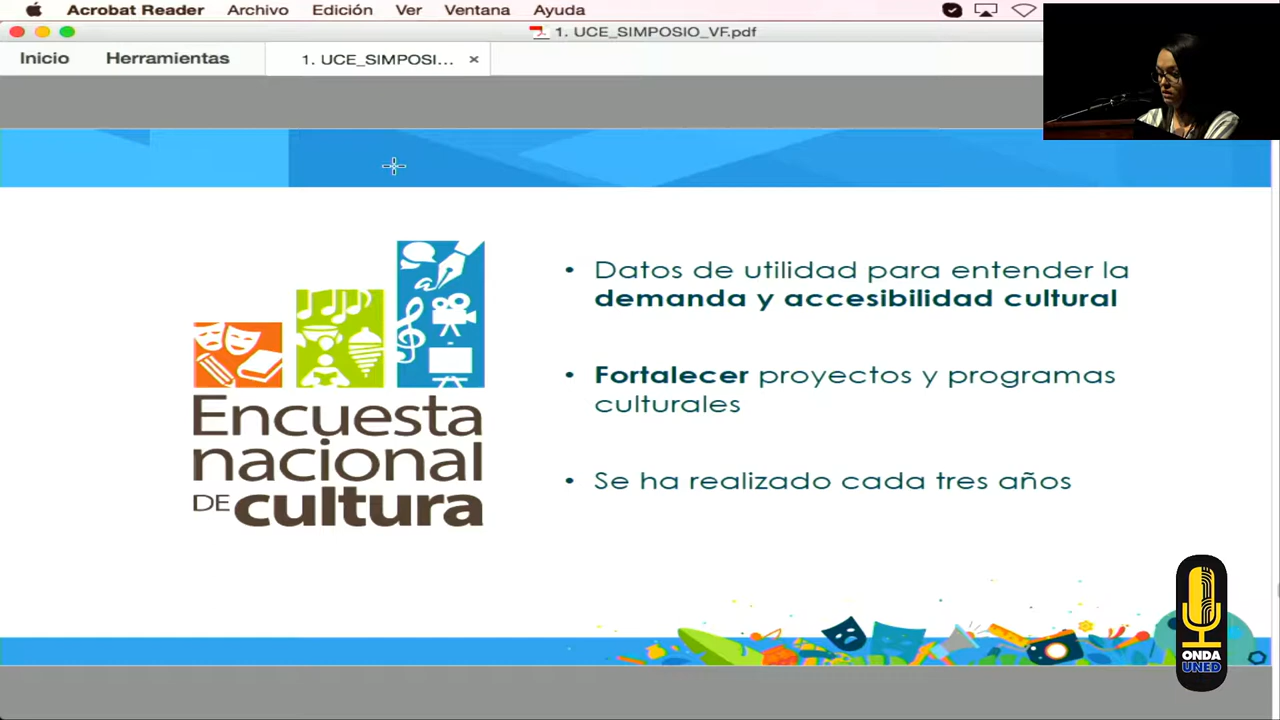 Acrobat Reader Archivo Edición Ver Ventana Ayuda
1. UCE_SIMPOSIO_VF.pdf
Inicio Herramientas 1. UCE_SIMPOSI... ×
Encuesta
nacional
DE cultura
• Datos de utilidad para entender la
demanda y accesibilidad cultural
• Fortalecer proyectos y programas
culturales
• Se ha realizado cada tres años
a
ONDA
UNED